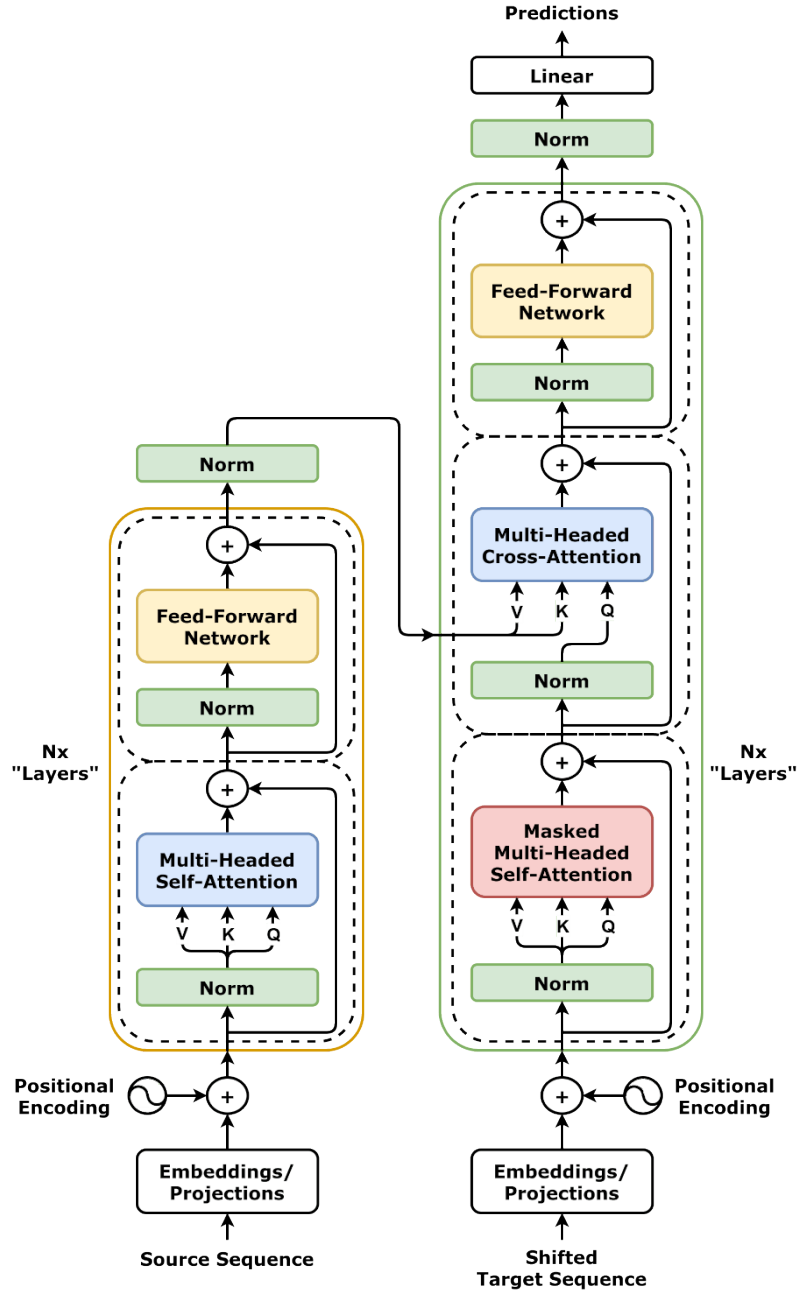 Predictions
Linear
Norm
Feed-Forward
Network
Norm
Multi-Headed
Cross-Attention
V K Q
Norm
Masked
Multi-Headed
Self-Attention
V K Q
Norm
Nx
"Layers"
Positional
Encoding
Embeddings/
Projections
Shifted
Target Sequence
Norm
Feed-Forward
Network
Norm
Nx
"Layers"
Multi-Headed
Self-Attention
V K Q
Norm
Positional
Encoding
Embeddings/
Projections
Source Sequence